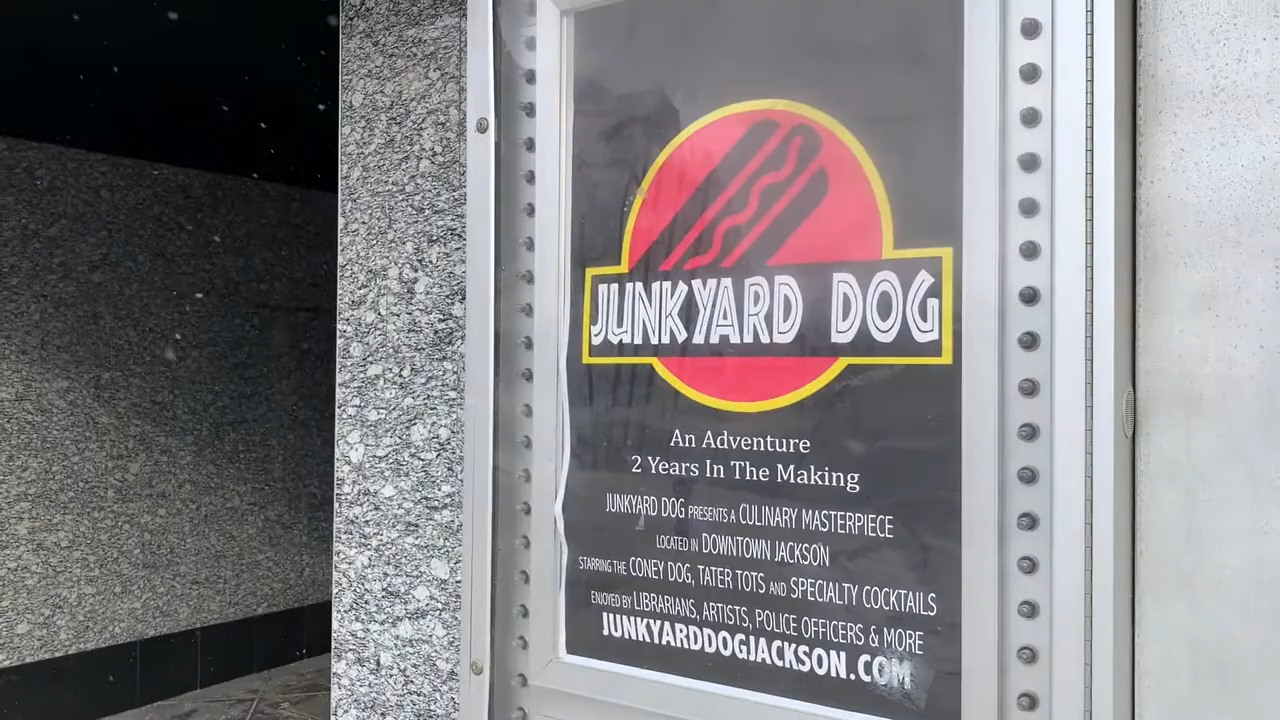 JUNKYARD DOG
An Adventure
2 Years In The Making
JUNKYARD DOG PRESENTS A CULINARY MASTERPIECE
LOCATED IN DOWNTOWN JACKSON
STARRING THE CONEY DOG, TATER TOTS AND SPECIALTY COCKTAILS
ENJOYED BY LIBRARIANS, ARTISTS, POLICE OFFICERS & MORE
JUNKYARDDOGJACKSON.COM